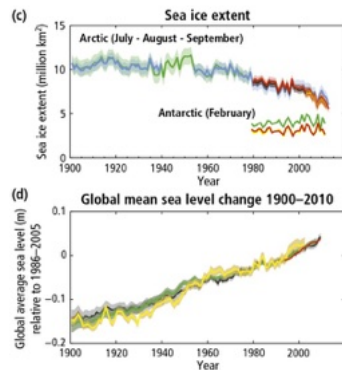 (c) Sea ice extent
Arctic (July - August - September)
Antarctic (February)
Sea ice extent (million km²)
15
10
5
0
1900 1920 1940 1960 1980 2000
Year
(d) Global mean sea level change 1900–2010
Global average sea level (m)
relative to 1986–2005
0.1
0
−0.1
−0.2
1900 1920 1940 1960 1980 2000
Year